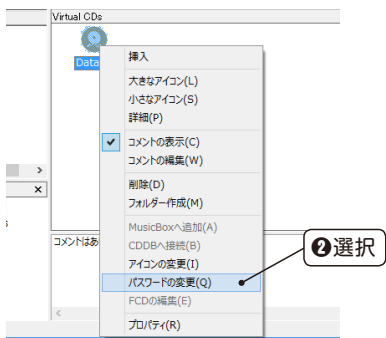 Virtual CDs
Data
挿入
大きなアイコン(L)
小さなアイコン(S)
詳細(P)
コメントの表示(C)
コメントの編集(W)
削除(D)
フォルダー作成(M)
MusicBoxへ追加(A)
CDDBへ接続(B)
アイコンの変更(I)
パスワードの変更(Q)
FCDの編集(E)
プロパティ(R)
コメントはあ
❷選択